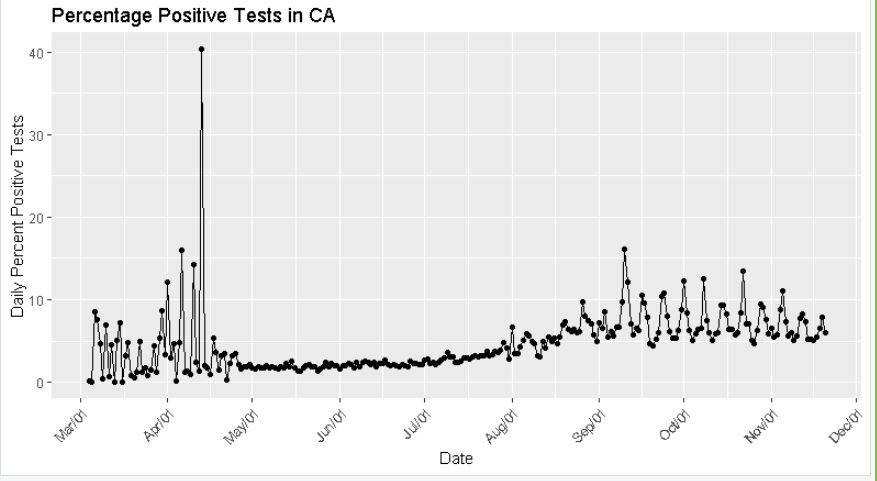 Percentage Positive Tests in CA
Daily Percent Positive Tests
40
30
20
10
0
Mar/01
Apr/01
May/01
Jun/01
Jul/01
Aug/01
Sep/01
Oct/01
Nov/01
Dec/01
Date